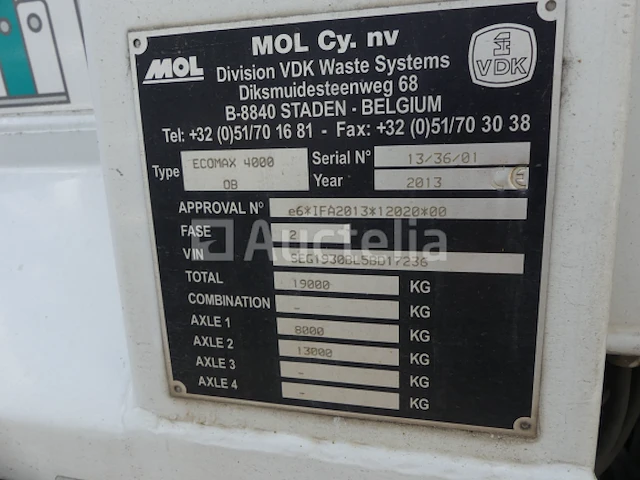 MOL Cy. nv
MOL
Division VDK Waste Systems
VDK
Diksmuidesteenweg 68
B-8840 STADEN - BELGIUM
Tel: +32 (0)51/70 16 81 - Fax: +32 (0)51/70 30 38
Type ECOMAX 4000 Serial N° 13/36/01
OB Year 2013 CE
APPROVAL N° e6*IFA2013*12020*00
FASE 2
Auctelia
VIN
TOTAL 19000 KG
COMBINATION - KG
AXLE 1 8000 KG
AXLE 2 13000 KG
AXLE 3 - KG
AXLE 4 - KG